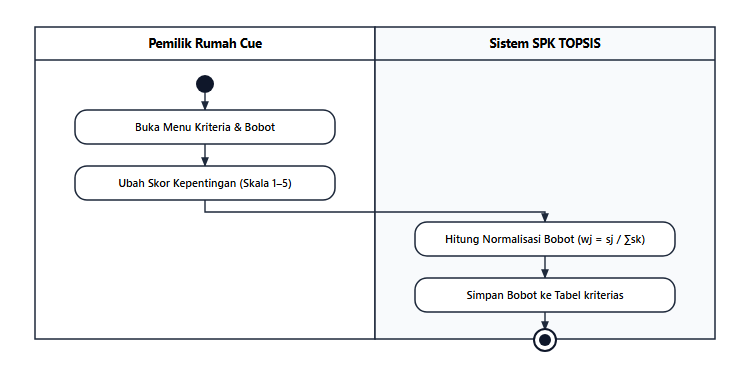 Pemilik Rumah Cue
Sistem SPK TOPSIS
Buka Menu Kriteria & Bobot
Ubah Skor Kepentingan (Skala 1–5)
Hitung Normalisasi Bobot (wj = sj / ∑sk)
Simpan Bobot ke Tabel kriterias